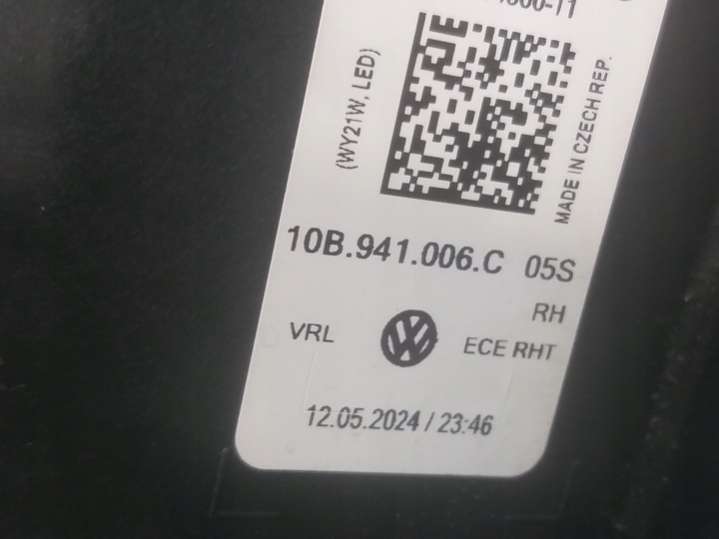 (WY21W, LED)
MADE IN CZECH REP.
10B.941.006.C 05S
RH
VRL
ECE RHT
12.05.2024 / 23:46